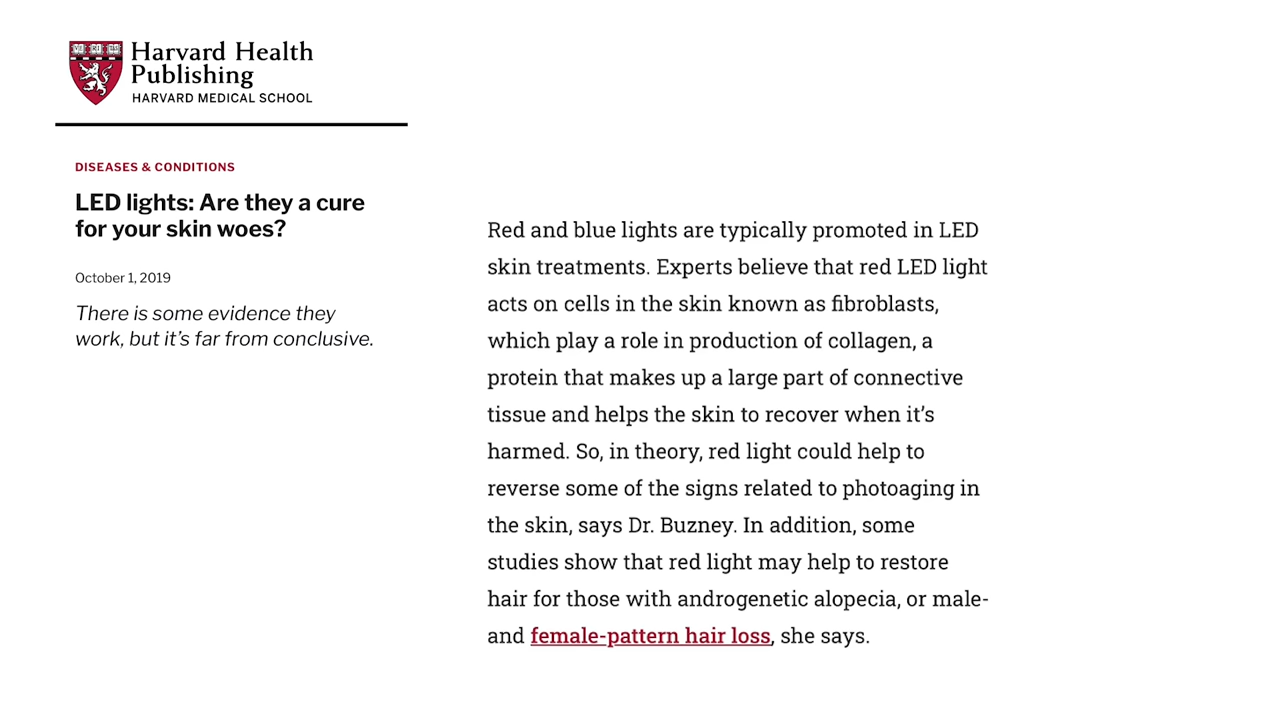 Harvard Health
Publishing
HARVARD MEDICAL SCHOOL
DISEASES & CONDITIONS
LED lights: Are they a cure
for your skin woes?
October 1, 2019
There is some evidence they
work, but it's far from conclusive.
Red and blue lights are typically promoted in LED
skin treatments. Experts believe that red LED light
acts on cells in the skin known as fibroblasts,
which play a role in production of collagen, a
protein that makes up a large part of connective
tissue and helps the skin to recover when it's
harmed. So, in theory, red light could help to
reverse some of the signs related to photoaging in
the skin, says Dr. Buzney. In addition, some
studies show that red light may help to restore
hair for those with androgenetic alopecia, or male-
and female-pattern hair loss, she says.